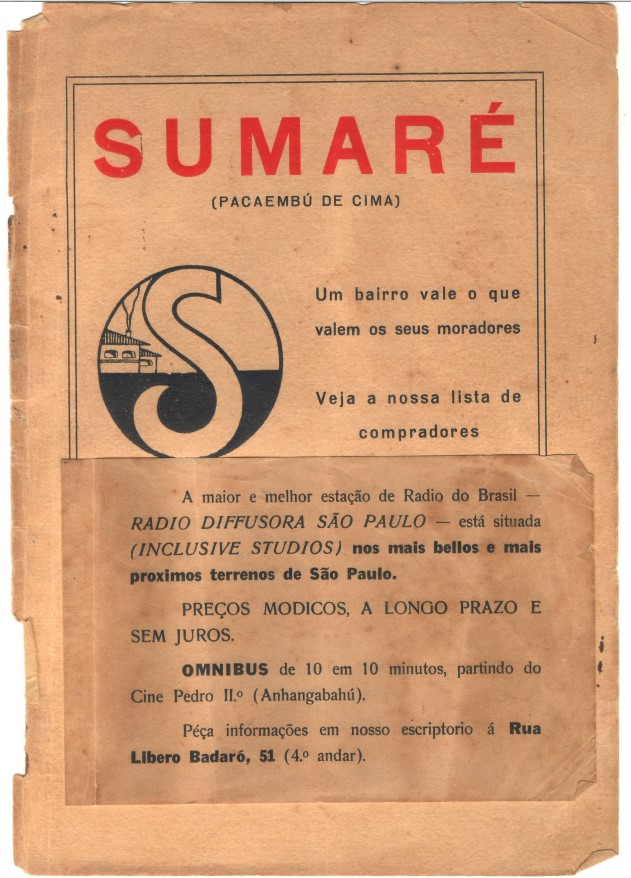 SUMARÉ
(PACAEMBÚ DE CIMA)
S
Um bairro vale o que
valem os seus moradores
Veja a nossa lista de
compradores
A maior e melhor estação de Radio do Brasil —
RADIO DIFFUSORA SÃO PAULO — está situada
(INCLUSIVE STUDIOS) nos mais bellos e mais
proximos terrenos de São Paulo.
PREÇOS MODICOS, A LONGO PRAZO E
SEM JUROS.
OMNIBUS de 10 em 10 minutos, partindo do
Cine Pedro II.º (Anhangabahú).
Péça informações em nosso escriptorio á Rua
Libero Badaró, 51 (4.º andar).